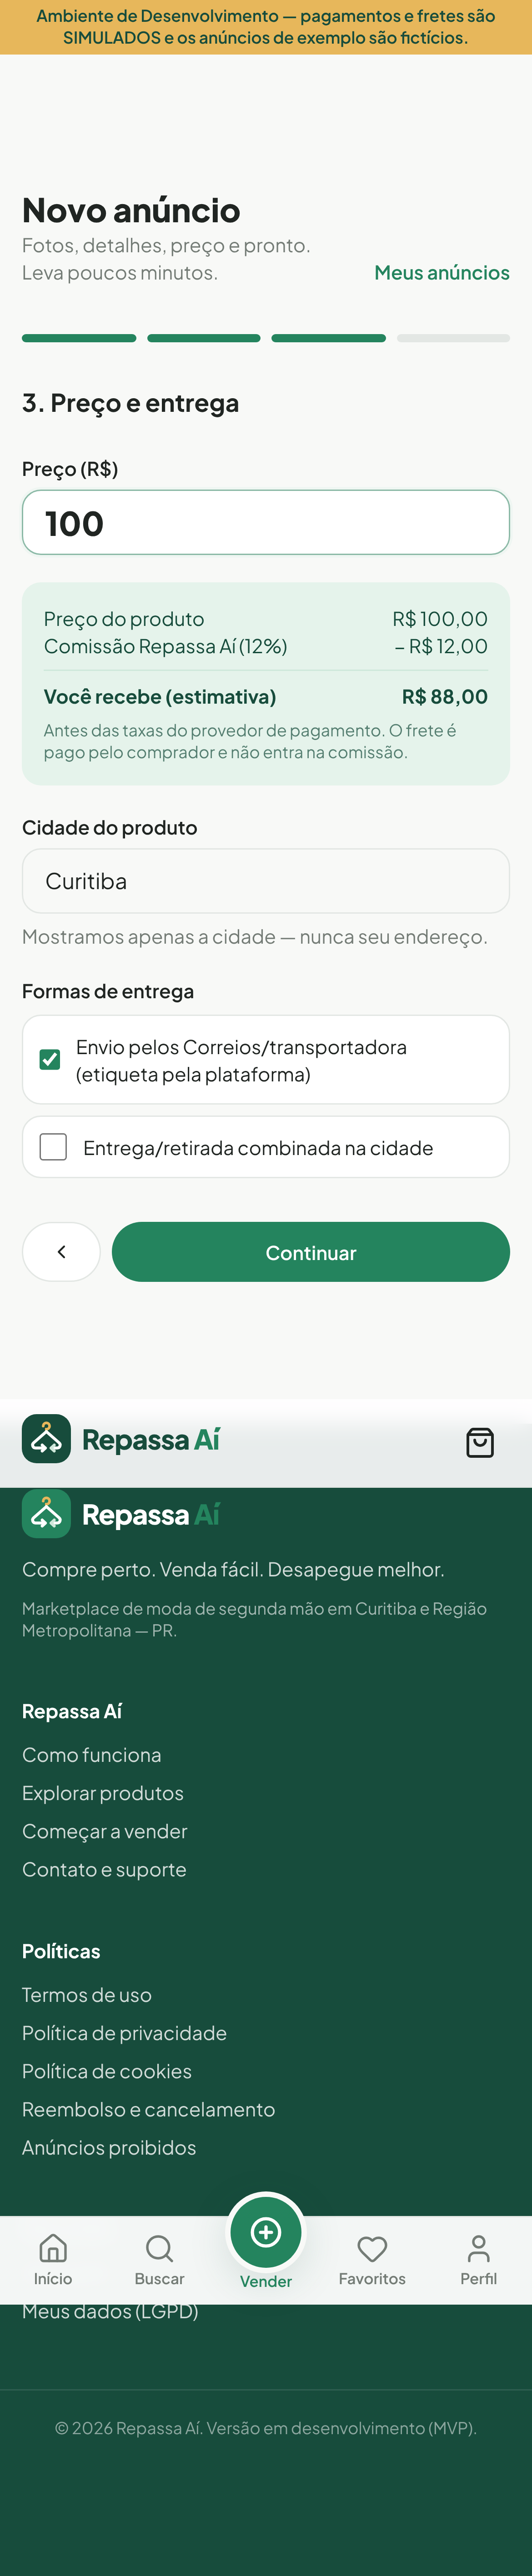 Ambiente de Desenvolvimento — pagamentos e fretes são
SIMULADOS e os anúncios de exemplo são fictícios.
Novo anúncio
Fotos, detalhes, preço e pronto.
Leva poucos minutos.
Meus anúncios
3. Preço e entrega
Preço (R$)
100
Preço do produto R$ 100,00
Comissão Repassa Aí (12%) – R$ 12,00
Você recebe (estimativa) R$ 88,00
Antes das taxas do provedor de pagamento. O frete é
pago pelo comprador e não entra na comissão.
Cidade do produto
Curitiba
Mostramos apenas a cidade — nunca seu endereço.
Formas de entrega
Envio pelos Correios/transportadora
(etiqueta pela plataforma)
Entrega/retirada combinada na cidade
Continuar
Repassa Aí
Repassa Aí
Compre perto. Venda fácil. Desapegue melhor.
Marketplace de moda de segunda mão em Curitiba e Região
Metropolitana — PR.
Repassa Aí
Como funciona
Explorar produtos
Começar a vender
Contato e suporte
Políticas
Termos de uso
Política de privacidade
Política de cookies
Reembolso e cancelamento
Anúncios proibidos
Início
Buscar
Vender
Favoritos
Perfil
Meus dados (LGPD)
© 2026 Repassa Aí. Versão em desenvolvimento (MVP).